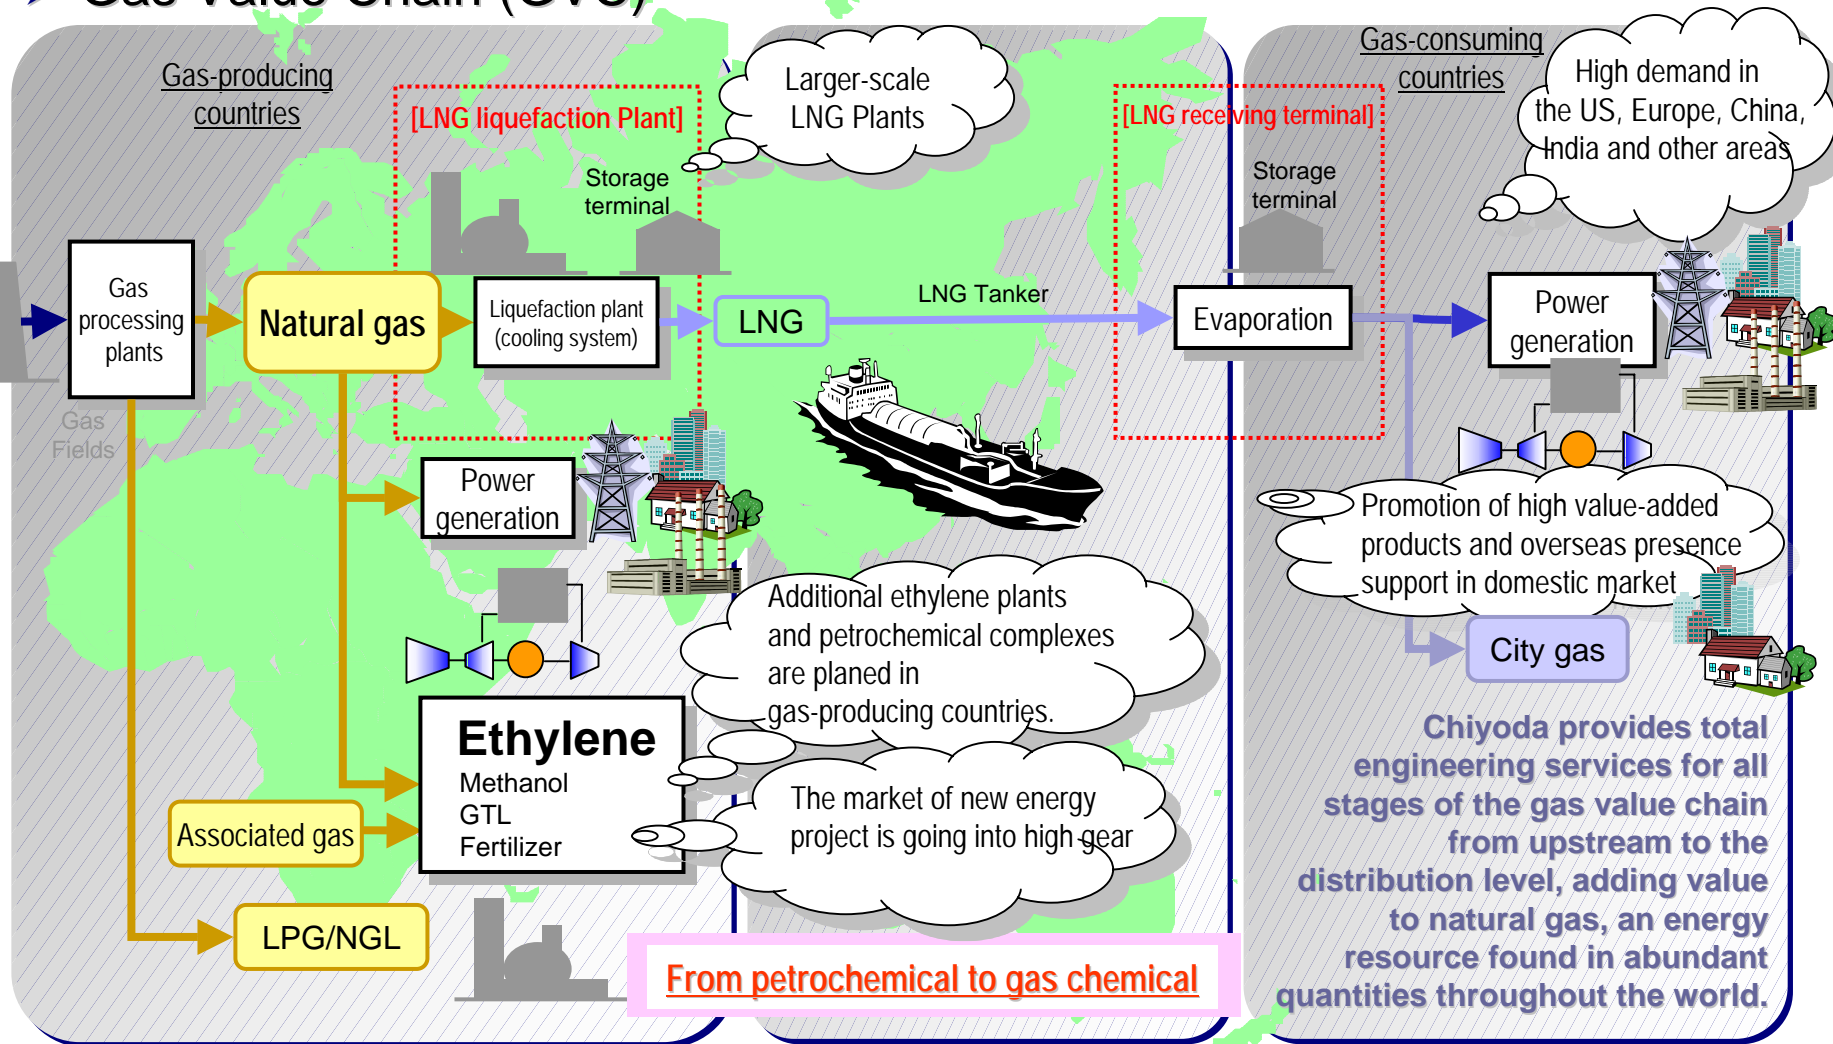 Gas Value Chain (GVC)
Gas-producing
countries
[LNG liquefaction Plant]
Larger-scale
LNG Plants
[LNG receiving terminal]
Gas-consuming
countries
High demand in
the US, Europe, China,
India and other areas
Storage
terminal
Storage
terminal
Gas
processing
plants
Natural gas
Liquefaction plant
(cooling system)
LNG
LNG Tanker
Evaporation
Power
generation
Gas
Fields
Power
generation
Promotion of high value-added
products and overseas presence
support in domestic market
City gas
Additional ethylene plants
and petrochemical complexes
are planed in
gas-producing countries.
Ethylene
Methanol
GTL
Fertilizer
Associated gas
The market of new energy
project is going into high gear
LPG/NGL
From petrochemical to gas chemical
Chiyoda provides total
engineering services for all
stages of the gas value chain
from upstream to the
distribution level, adding value
to natural gas, an energy
resource found in abundant
quantities throughout the world.